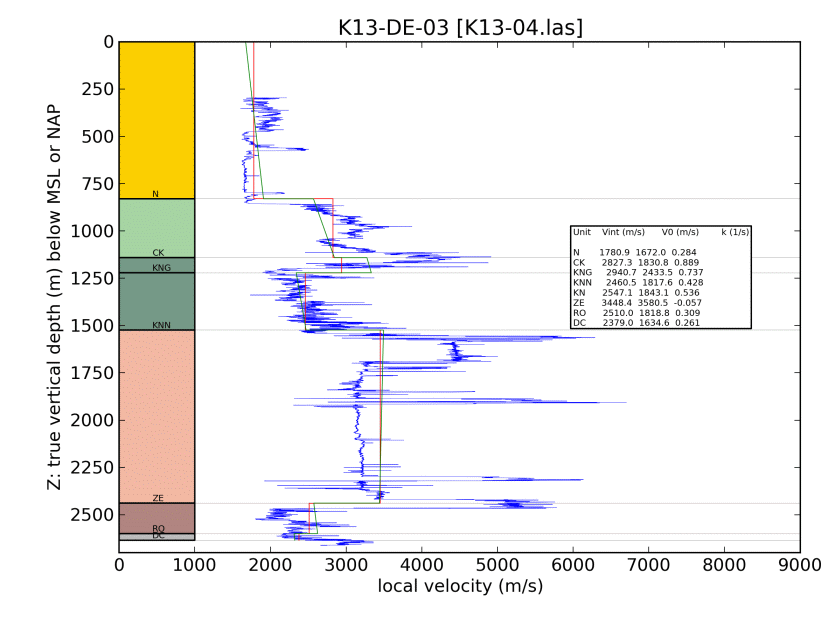 K13-DE-03 [K13-04.las]
0
250
500
750
1000
1250
1500
1750
2000
2250
2500
Z: true vertical depth (m) below MSL or NAP
N
CK
KNG
KNN
ZE
RO
DC
Unit Vint (m/s) V0 (m/s) k (1/s)
N 1780.9 1672.0 0.284
CK 2827.3 1830.8 0.889
KNG 2940.7 2433.5 0.737
KNN 2460.5 1817.6 0.428
KN 2547.1 1843.1 0.536
ZE 3448.4 3580.5 -0.057
RO 2510.0 1818.8 0.309
DC 2379.0 1634.6 0.261
0 1000 2000 3000 4000 5000 6000 7000 8000 9000
local velocity (m/s)